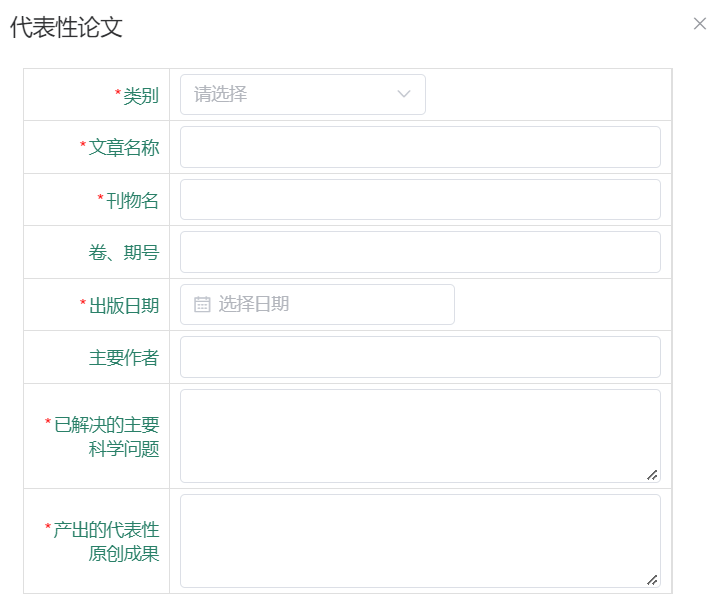 代表性论文
*类别
请选择
*文章名称
*刊物名
卷、期号
*出版日期
选择日期
主要作者
*已解决的主要
科学问题
*产出的代表性
原创成果